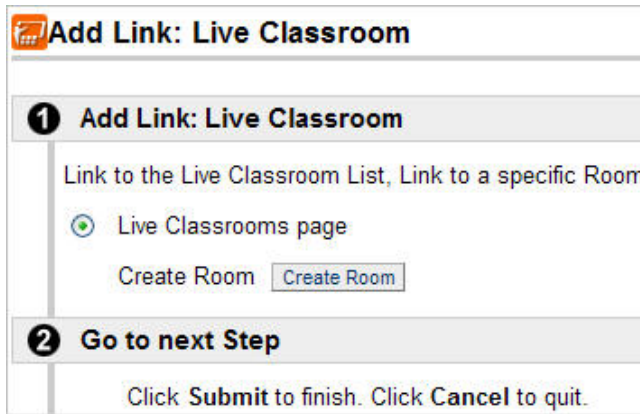 Add Link: Live Classroom
1 Add Link: Live Classroom
Link to the Live Classroom List, Link to a specific Room
Live Classrooms page
Create Room Create Room
2 Go to next Step
Click Submit to finish. Click Cancel to quit.